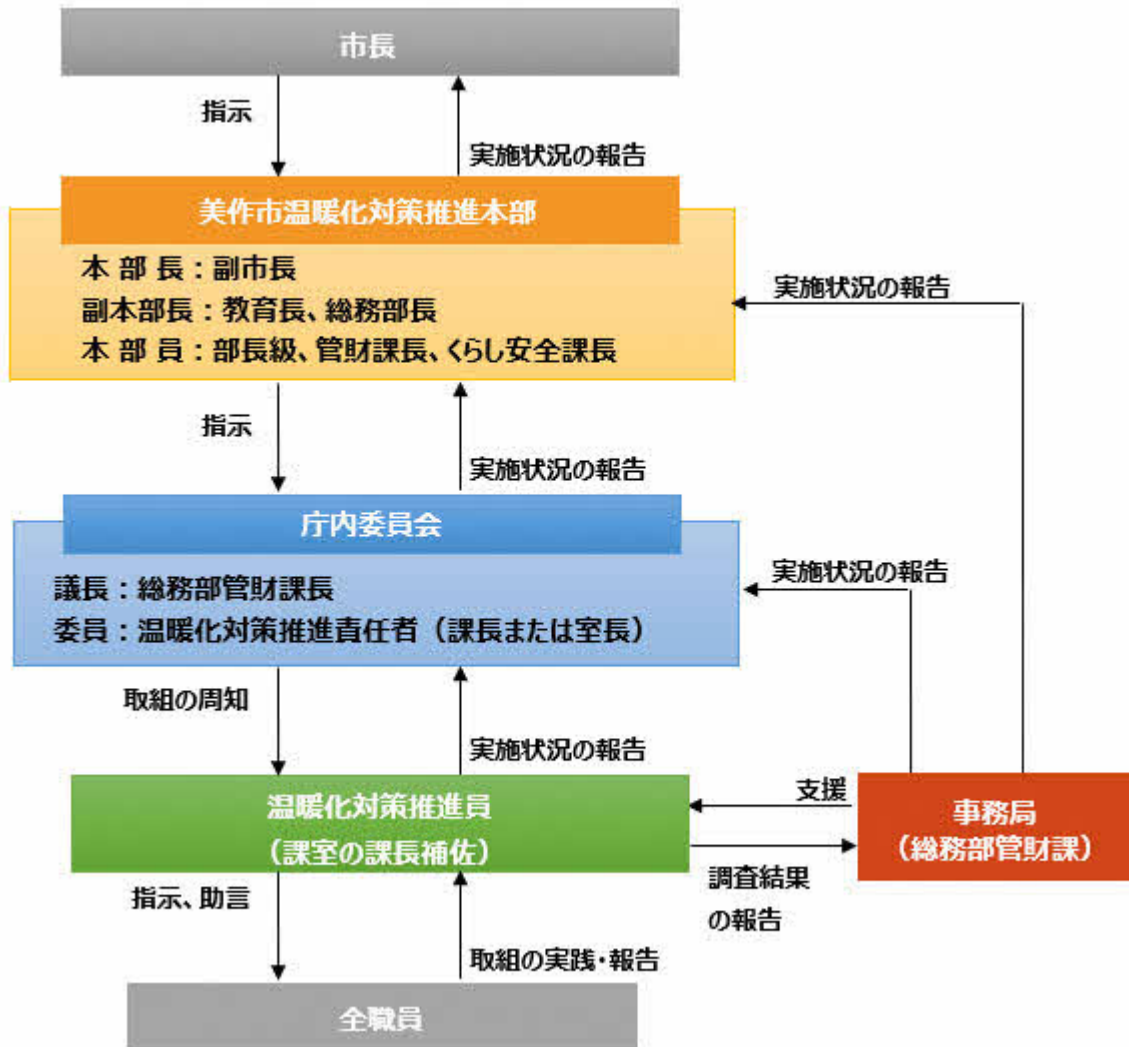 市長
指示
実施状況の報告
美作市温暖化対策推進本部
本 部 長：副市長
副本部長：教育長、総務部長
本 部 員：部長級、管財課長、くらし安全課長
実施状況の報告
指示
実施状況の報告
庁内委員会
議長：総務部管財課長
委員：温暖化対策推進責任者（課長または室長）
実施状況の報告
取組の周知
実施状況の報告
温暖化対策推進員
（課室の課長補佐）
支援
事務局
（総務部管財課）
調査結果
の報告
指示、助言
取組の実践・報告
全職員